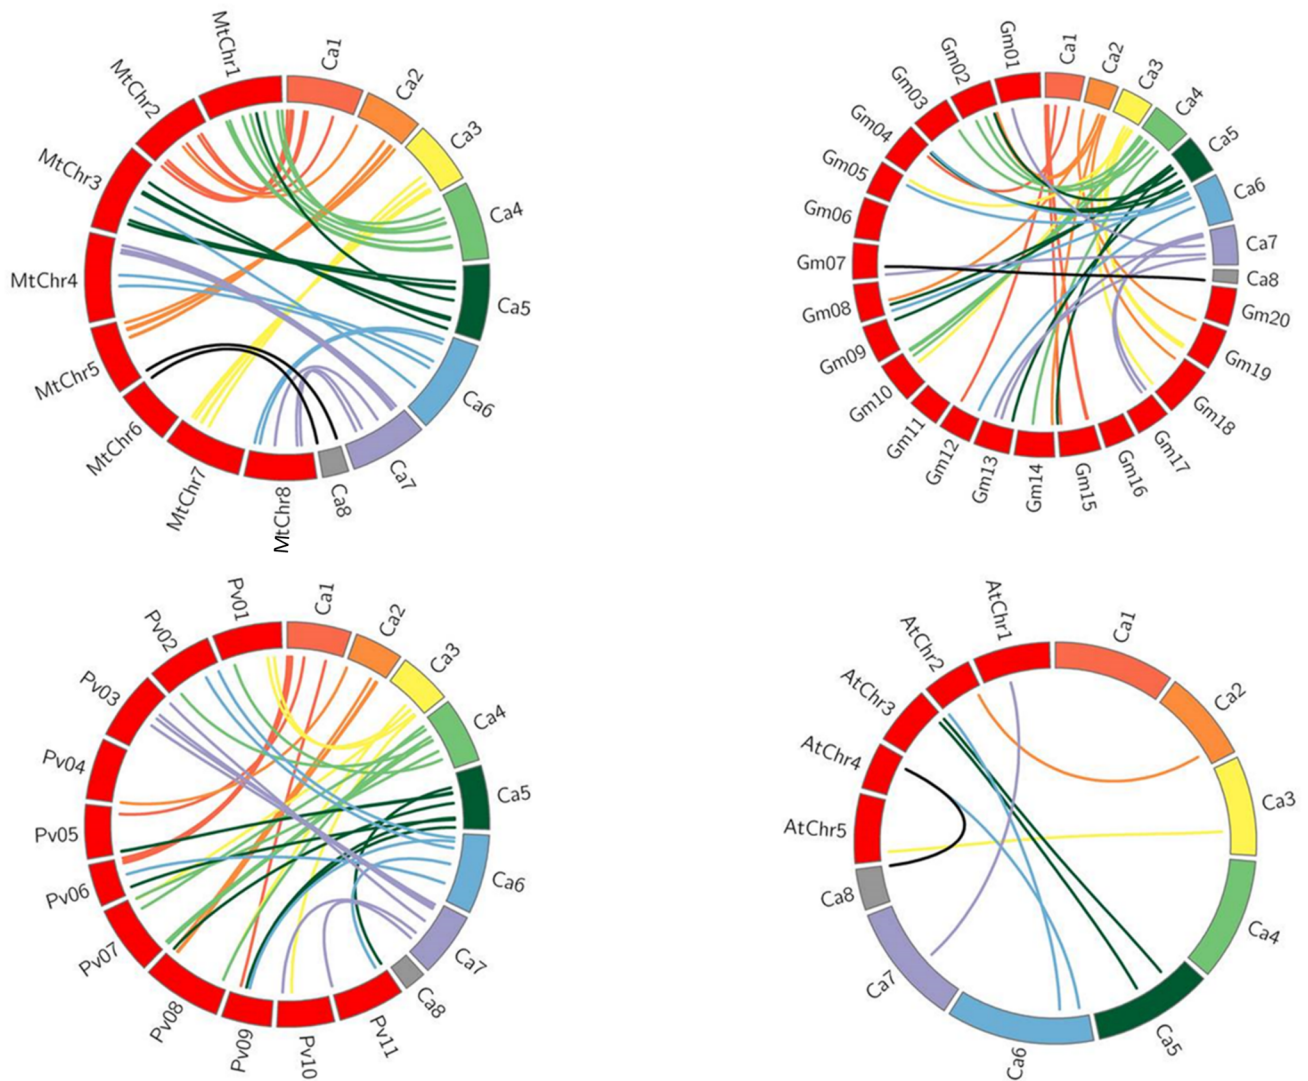 MtChr1
Ca1
Ca2
Ca3
Ca4
Ca5
Ca6
Ca7
Ca8
MtChr8
MtChr7
MtChr6
MtChr5
MtChr4
MtChr3
MtChr2
Gm01
Ca1
Ca2
Ca3
Ca4
Ca5
Ca6
Ca7
Ca8
Gm20
Gm19
Gm18
Gm17
Gm16
Gm15
Gm14
Gm13
Gm12
Gm11
Gm10
Gm09
Gm08
Gm07
Gm06
Gm05
Gm04
Gm03
Gm02
Pv01
Ca1
Ca2
Ca3
Ca4
Ca5
Ca6
Ca7
Ca8
Pv11
Pv10
Pv09
Pv08
Pv07
Pv06
Pv05
Pv04
Pv03
Pv02
AtChr1
Ca1
Ca2
Ca3
Ca4
Ca5
Ca6
Ca7
Ca8
AtChr5
AtChr4
AtChr3
AtChr2